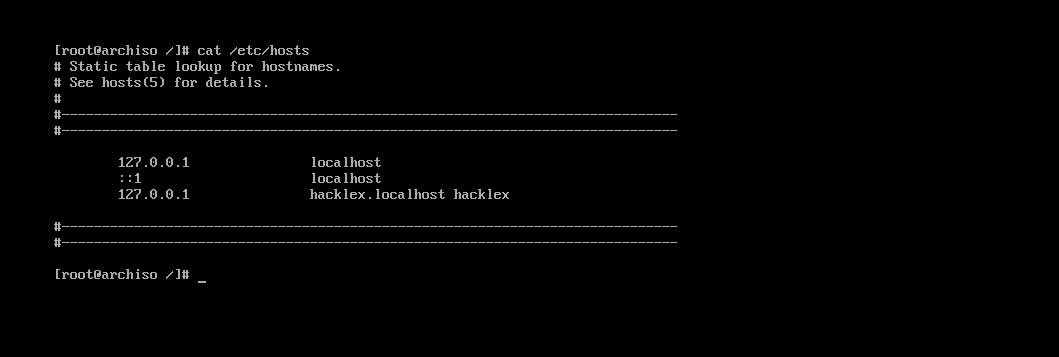 [root@archiso /]# cat /etc/hosts
# Static table lookup for hostnames.
# See hosts(5) for details.
#
#-----------------------------------------------------------------------------
#-----------------------------------------------------------------------------
127.0.0.1 localhost
::1 localhost
127.0.0.1 hacklex.localhost hacklex
#-----------------------------------------------------------------------------
#-----------------------------------------------------------------------------
[root@archiso /]# _